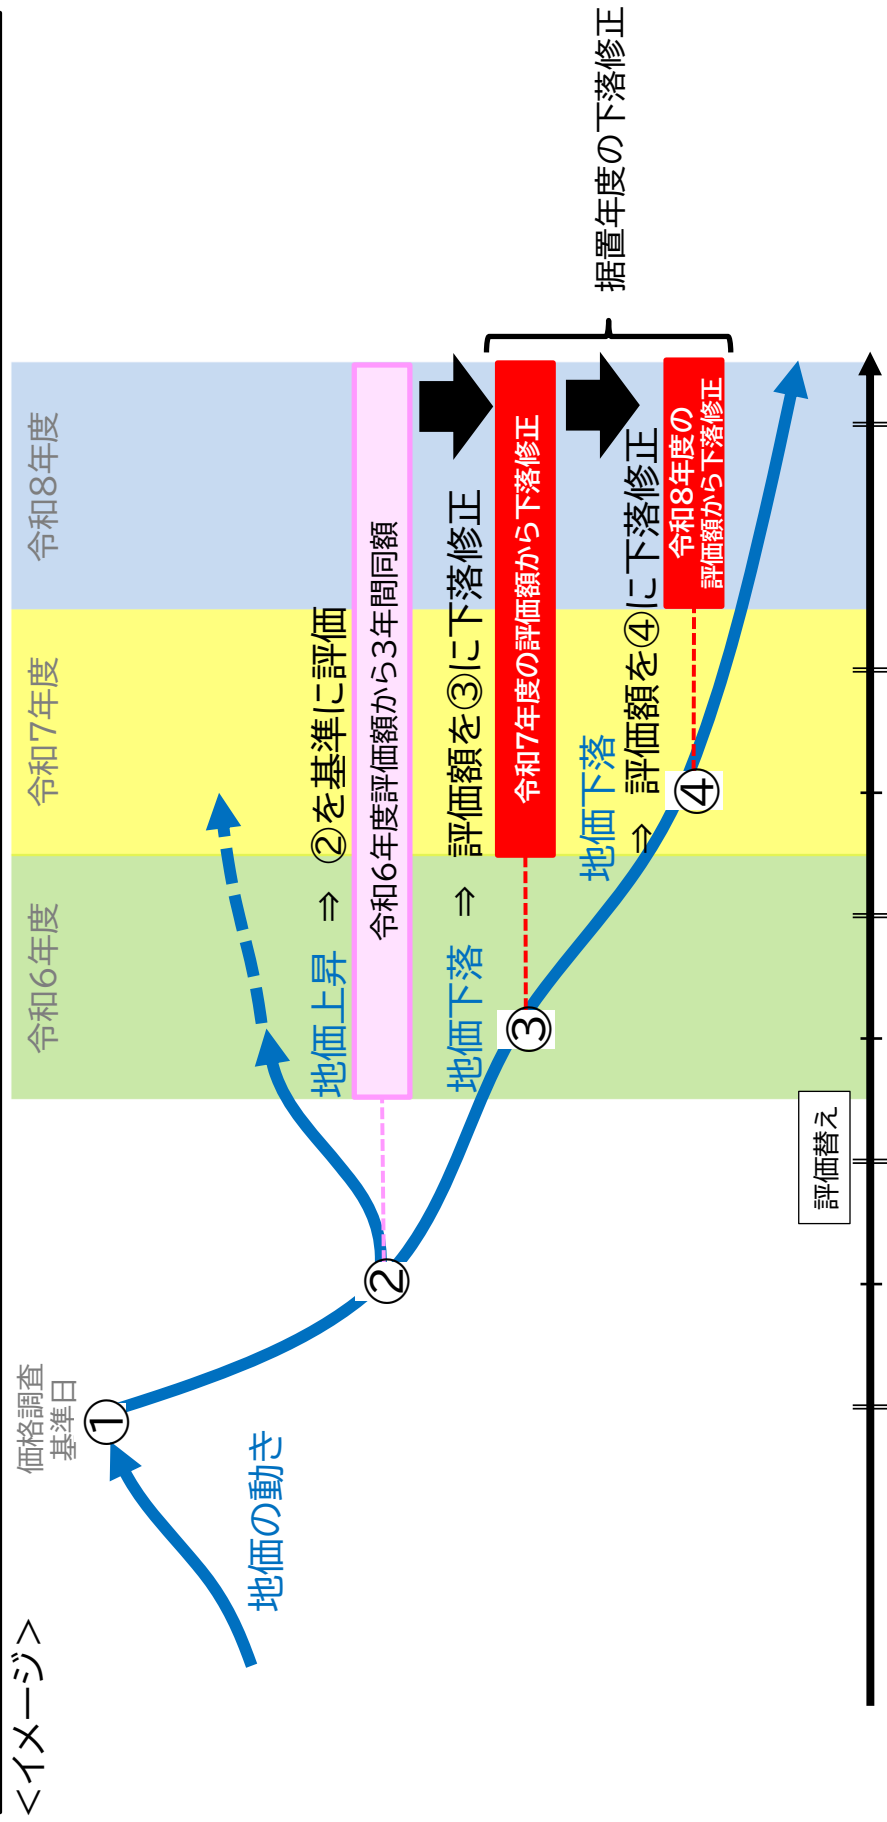 ＜イメージ＞
価格調査
基準日
令和6年度
令和7年度
令和8年度
①
地価の動き
地価上昇 ⇒ ②を基準に評価
②
令和6年度評価額から3年間同額
地価下落 ⇒ 評価額を③に下落修正
③
令和7年度の評価額から下落修正
地価下落
⇒ 評価額を④に下落修正
④
令和8年度の
評価額から下落修正
据置年度の下落修正
評価替え